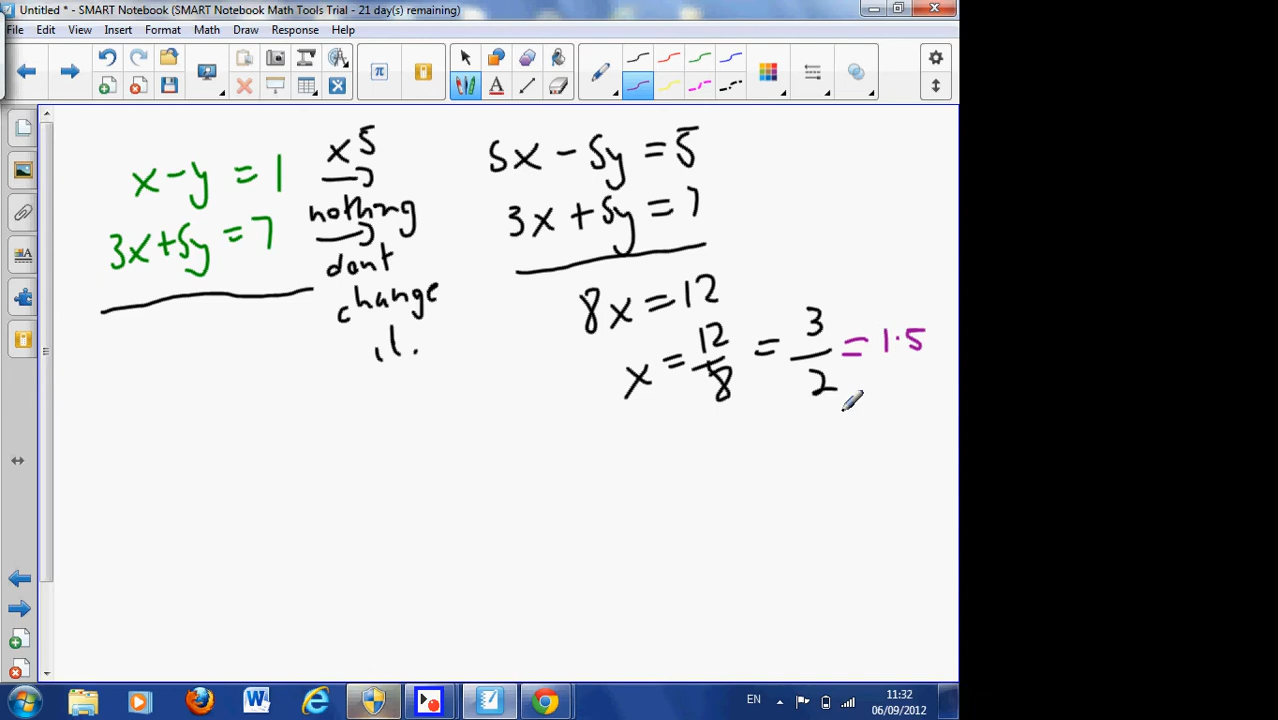 Untitled * - SMART Notebook (SMART Notebook Math Tools Trial - 21 day(s) remaining)
File Edit View Insert Format Math Draw Response Help
x - y = 1
3x + 5y = 7
x 5
nothing
dont
change
it.
5x - 5y = 5
3x + 5y = 7
8x = 12
x = 12/8 = 3/2 = 1.5
EN
11:32
06/09/2012